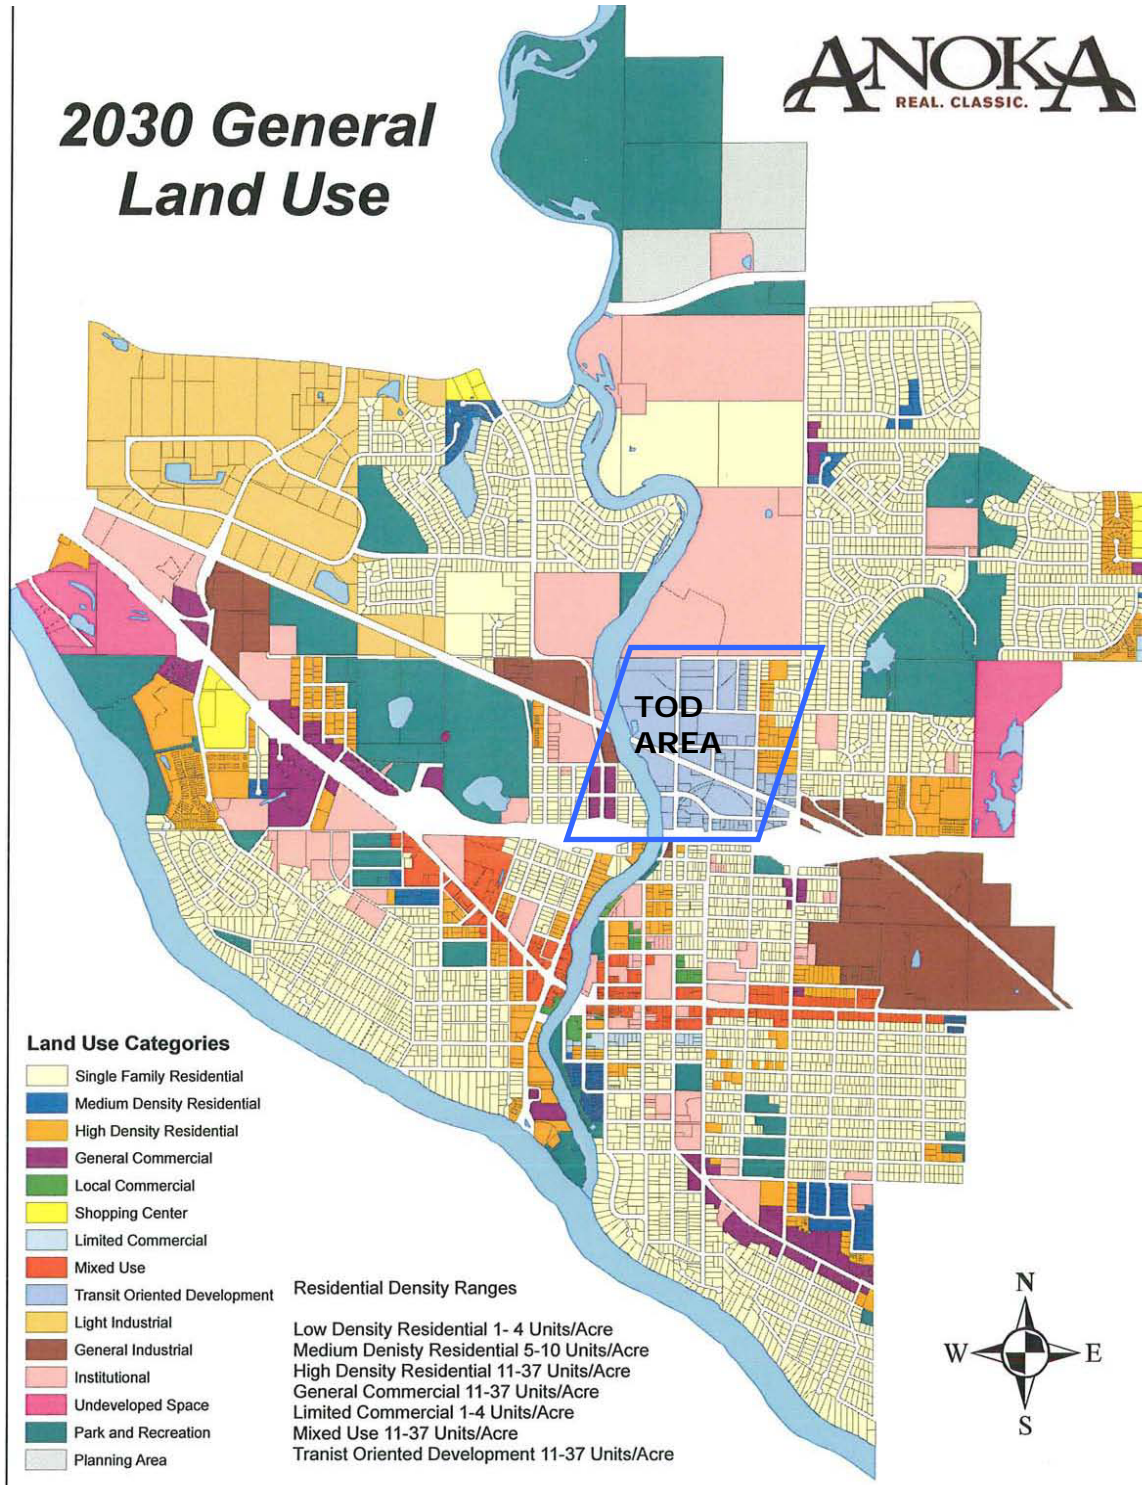 ANOKA
REAL. CLASSIC.
2030 General
Land Use
TOD
AREA
Land Use Categories
Single Family Residential
Medium Density Residential
High Density Residential
General Commercial
Local Commercial
Shopping Center
Limited Commercial
Mixed Use
Transit Oriented Development
Light Industrial
General Industrial
Institutional
Undeveloped Space
Park and Recreation
Planning Area
Residential Density Ranges
Low Density Residential 1- 4 Units/Acre
Medium Denisty Residential 5-10 Units/Acre
High Density Residential 11-37 Units/Acre
General Commercial 11-37 Units/Acre
Limited Commercial 1-4 Units/Acre
Mixed Use 11-37 Units/Acre
Tranist Oriented Development 11-37 Units/Acre
N
W
E
S